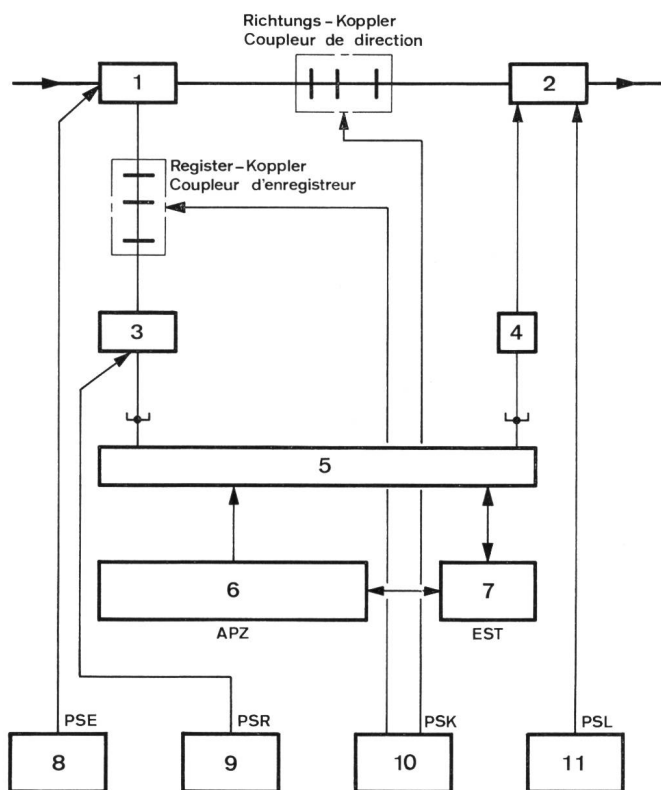 Richtungs-Koppler
Coupleur de direction
1
2
Register-Koppler
Coupleur d'enregistreur
3
4
5
6
7
APZ
EST
PSE
PSR
PSK
PSL
8
9
10
11